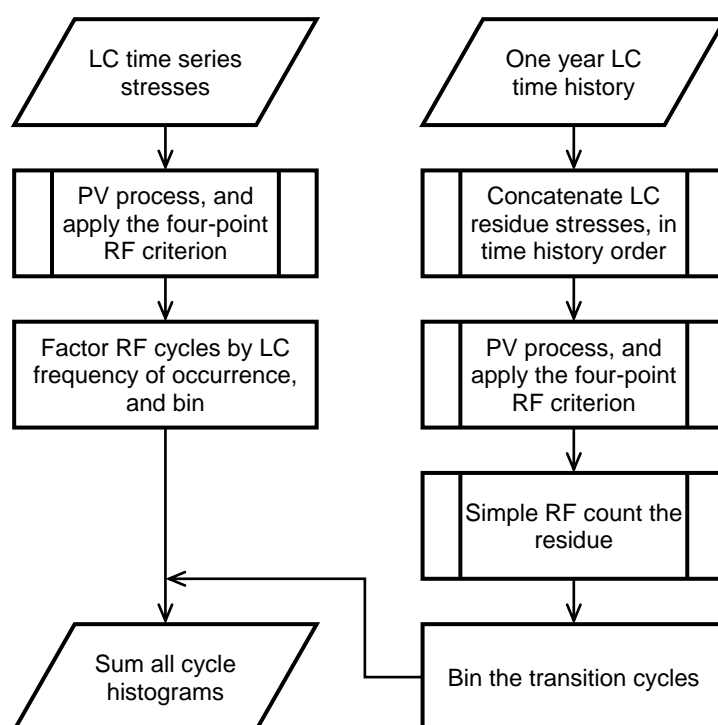 LC time series
stresses
PV process, and
apply the four-point
RF criterion
Factor RF cycles by LC
frequency of occurrence,
and bin
Sum all cycle
histograms
One year LC
time history
Concatenate LC
residue stresses, in
time history order
PV process, and
apply the four-point
RF criterion
Simple RF count the
residue
Bin the transition cycles